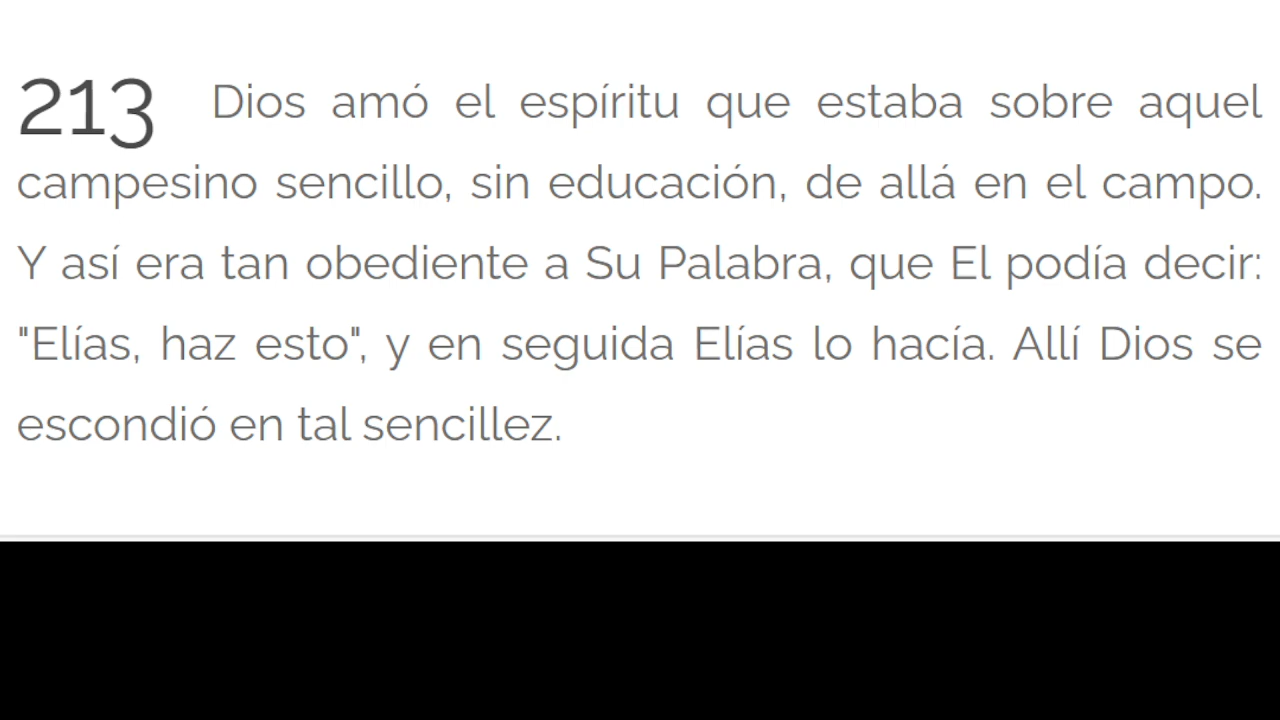 213 Dios amó el espíritu que estaba sobre aquel
campesino sencillo, sin educación, de allá en el campo.
Y así era tan obediente a Su Palabra, que El podía decir:
"Elías, haz esto", y en seguida Elías lo hacía. Allí Dios se
escondió en tal sencillez.